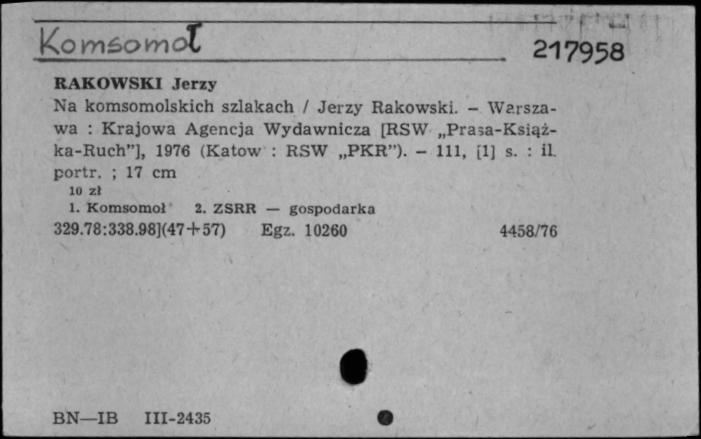 Komsomoł
217958
RAKOWSKI Jerzy
Na komsomolskich szlakach / Jerzy Rakowski. — Warsza-
wa : Krajowa Agencja Wydawnicza [RSW „Prasa-Książ-
ka-Ruch”], 1976 (Katow : RSW „PKR”). — 111, [1] s. : il.
portr. ; 17 cm
10 zł
1. Komsomoł 2. ZSRR — gospodarka
329.78:338.98](47+57) Egz. 10260 4458/76
BN—IB III-2435